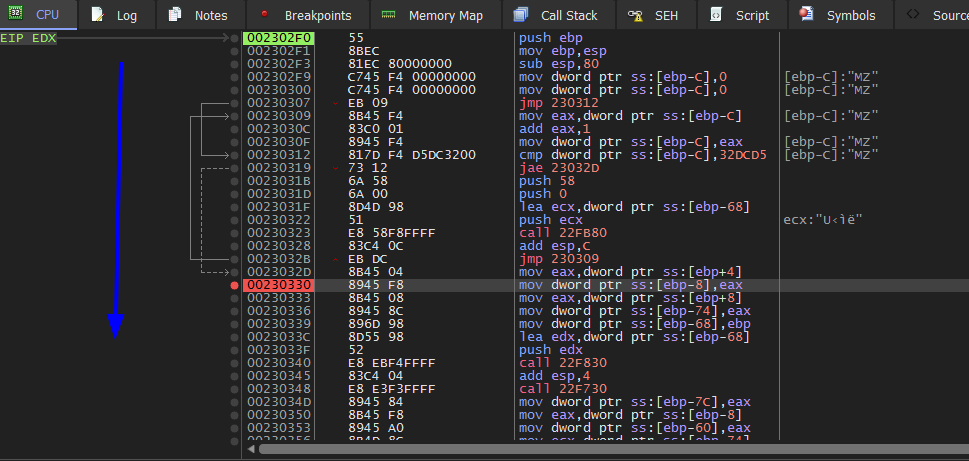 CPU Log Notes Breakpoints Memory Map Call Stack SEH Script Symbols Source
EIP EDX 002302F0 55 push ebp
002302F1 8BEC mov ebp,esp
002302F3 81EC 80000000 sub esp,80
002302F9 C745 F4 00000000 mov dword ptr ss:[ebp-C],0 [ebp-C]:"MZ"
00230300 C745 F4 00000000 mov dword ptr ss:[ebp-C],0 [ebp-C]:"MZ"
00230307 EB 09 jmp 230312
00230309 8B45 F4 mov eax,dword ptr ss:[ebp-C] [ebp-C]:"MZ"
0023030C 83C0 01 add eax,1
0023030F 8945 F4 mov dword ptr ss:[ebp-C],eax [ebp-C]:"MZ"
00230312 817D F4 D5DC3200 cmp dword ptr ss:[ebp-C],32DCD5 [ebp-C]:"MZ"
00230319 73 12 jae 23032D
0023031B 6A 58 push 58
0023031D 6A 00 push 0
0023031F 8D4D 98 lea ecx,dword ptr ss:[ebp-68]
00230322 51 push ecx ecx:"U‹ìë"
00230323 E8 58F8FFFF call 22FB80
00230328 83C4 0C add esp,C
0023032B EB DC jmp 230309
0023032D 8B45 04 mov eax,dword ptr ss:[ebp+4]
00230330 8945 F8 mov dword ptr ss:[ebp-8],eax
00230333 8B45 08 mov eax,dword ptr ss:[ebp+8]
00230336 8945 8C mov dword ptr ss:[ebp-74],eax
00230339 896D 98 mov dword ptr ss:[ebp-68],ebp
0023033C 8D55 98 lea edx,dword ptr ss:[ebp-68]
0023033F 52 push edx
00230340 E8 EBF4FFFF call 22F830
00230345 83C4 04 add esp,4
00230348 E8 E3F3FFFF call 22F730
0023034D 8945 84 mov dword ptr ss:[ebp-7C],eax
00230350 8B45 F8 mov eax,dword ptr ss:[ebp-8]
00230353 8945 A0 mov dword ptr ss:[ebp-60],eax
00230356 8B4D 8C mov ecx,dword ptr ss:[ebp-74]